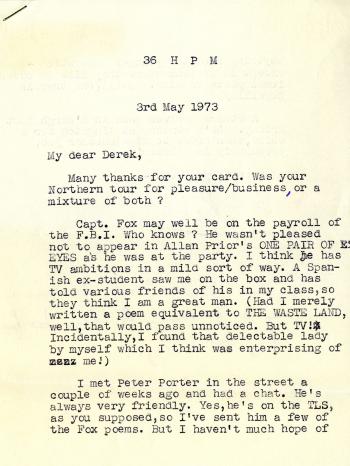 36 H P M
3rd May 1973
My dear Derek,
Many thanks for your card. Was your
Northern tour for pleasure/business, or a
mixture of both ?
Capt. Fox may well be on the payroll of
the F.B.I. Who knows ? He wasn't pleased
not to appear in Allan Prior's ONE PAIR OF
EYES as he was at the party. I think he has
TV ambitions in a mild sort of way. A Span-
ish ex-student saw me on the box and has
told various friends of his in my class,so
they think I am a great man. (Had I merely
written a poem equivalent to THE WASTE LAND,
well,that would pass unnoticed. But TV!
Incidentally,I found that delectable lady
by myself which I think was enterprising of
me!)
I met Peter Porter in the street a
couple of weeks ago and had a chat. He's
always very friendly. Yes,he's on the TLS,
as you supposed,so I've sent him a few of
the Fox poems. But I haven't much hope of